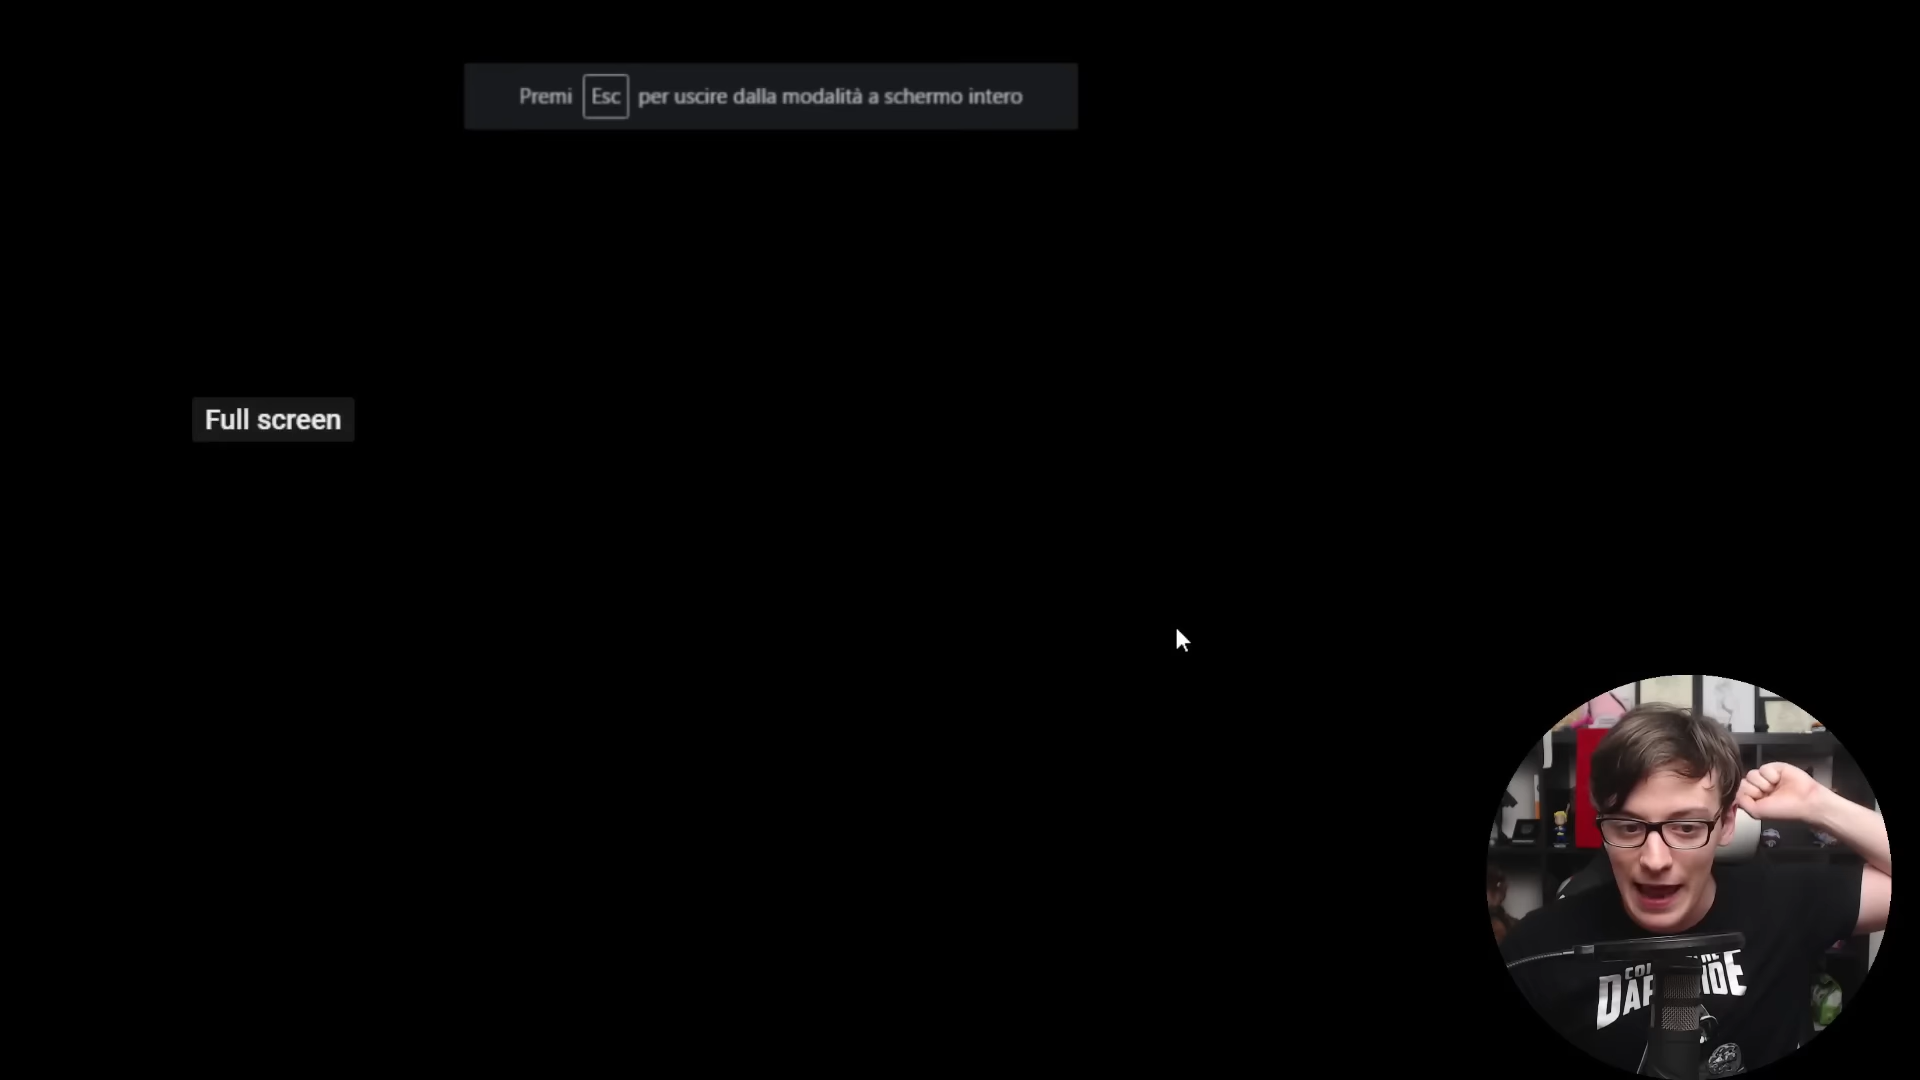 Premi Esc per uscire dalla modalità a schermo intero
Full screen